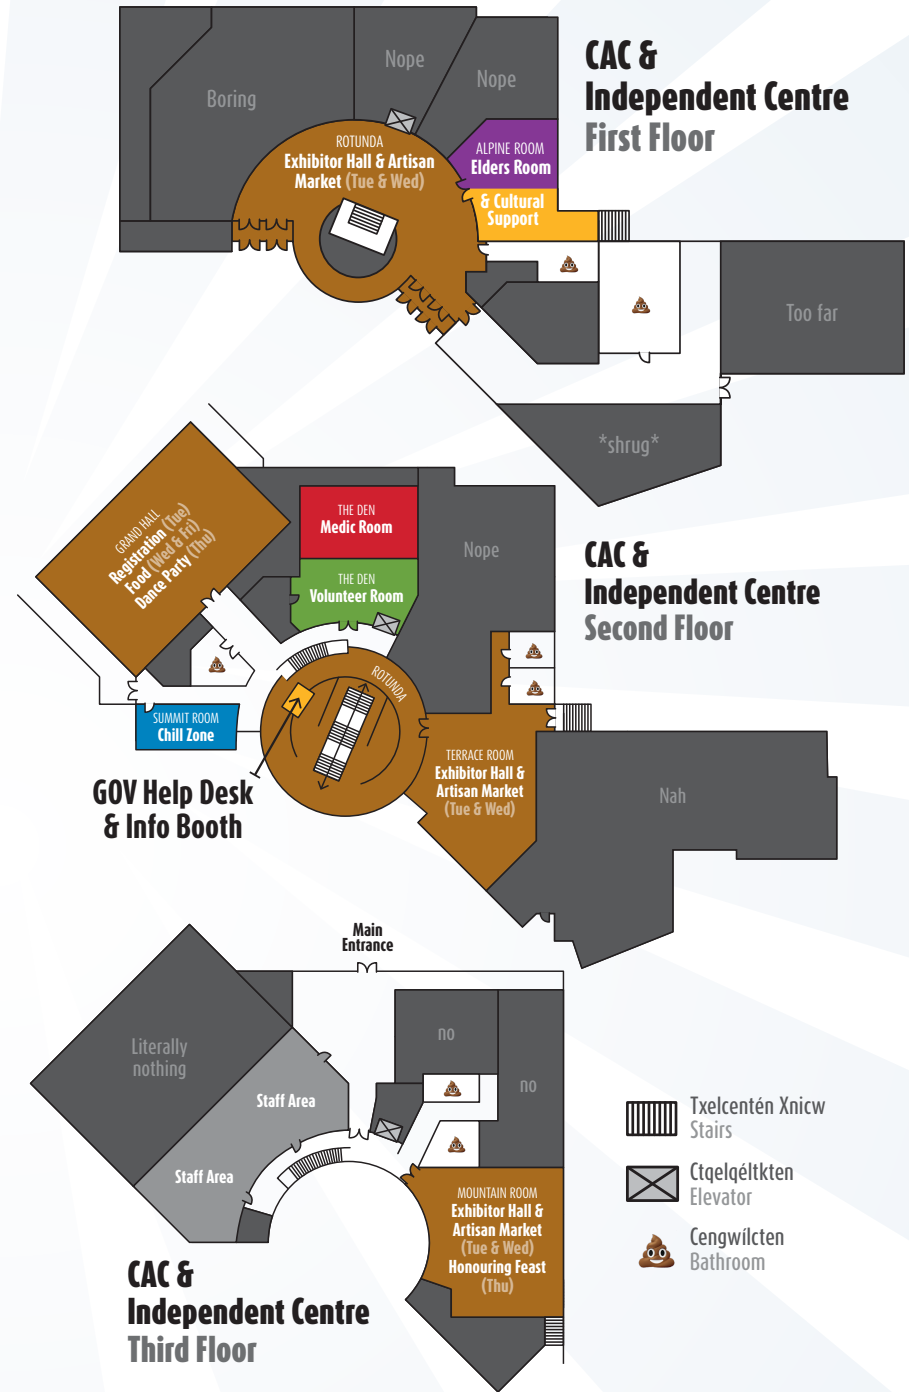 CAC &
Independent Centre
First Floor
Boring
Nope
Nope
ROTUNDA
Exhibitor Hall & Artisan
Market (Tue & Wed)
ALPINE ROOM
Elders Room
& Cultural
Support
Too far
*shrug*
CAC &
Independent Centre
Second Floor
GRAND HALL
Registration (Tue)
Food (Wed & Fri)
Dance Party (Thu)
THE DEN
Medic Room
THE DEN
Volunteer Room
Nope
ROTUNDA
SUMMIT ROOM
Chill Zone
TERRACE ROOM
Exhibitor Hall &
Artisan Market
(Tue & Wed)
Nah
GOV Help Desk
& Info Booth
Main
Entrance
Literally
nothing
Staff Area
Staff Area
no
no
MOUNTAIN ROOM
Exhibitor Hall &
Artisan Market
(Tue & Wed)
Honouring Feast
(Thu)
CAC &
Independent Centre
Third Floor
Txelcentén Xnicw
Stairs
Ctqelqéltkten
Elevator
Cengwílcten
Bathroom